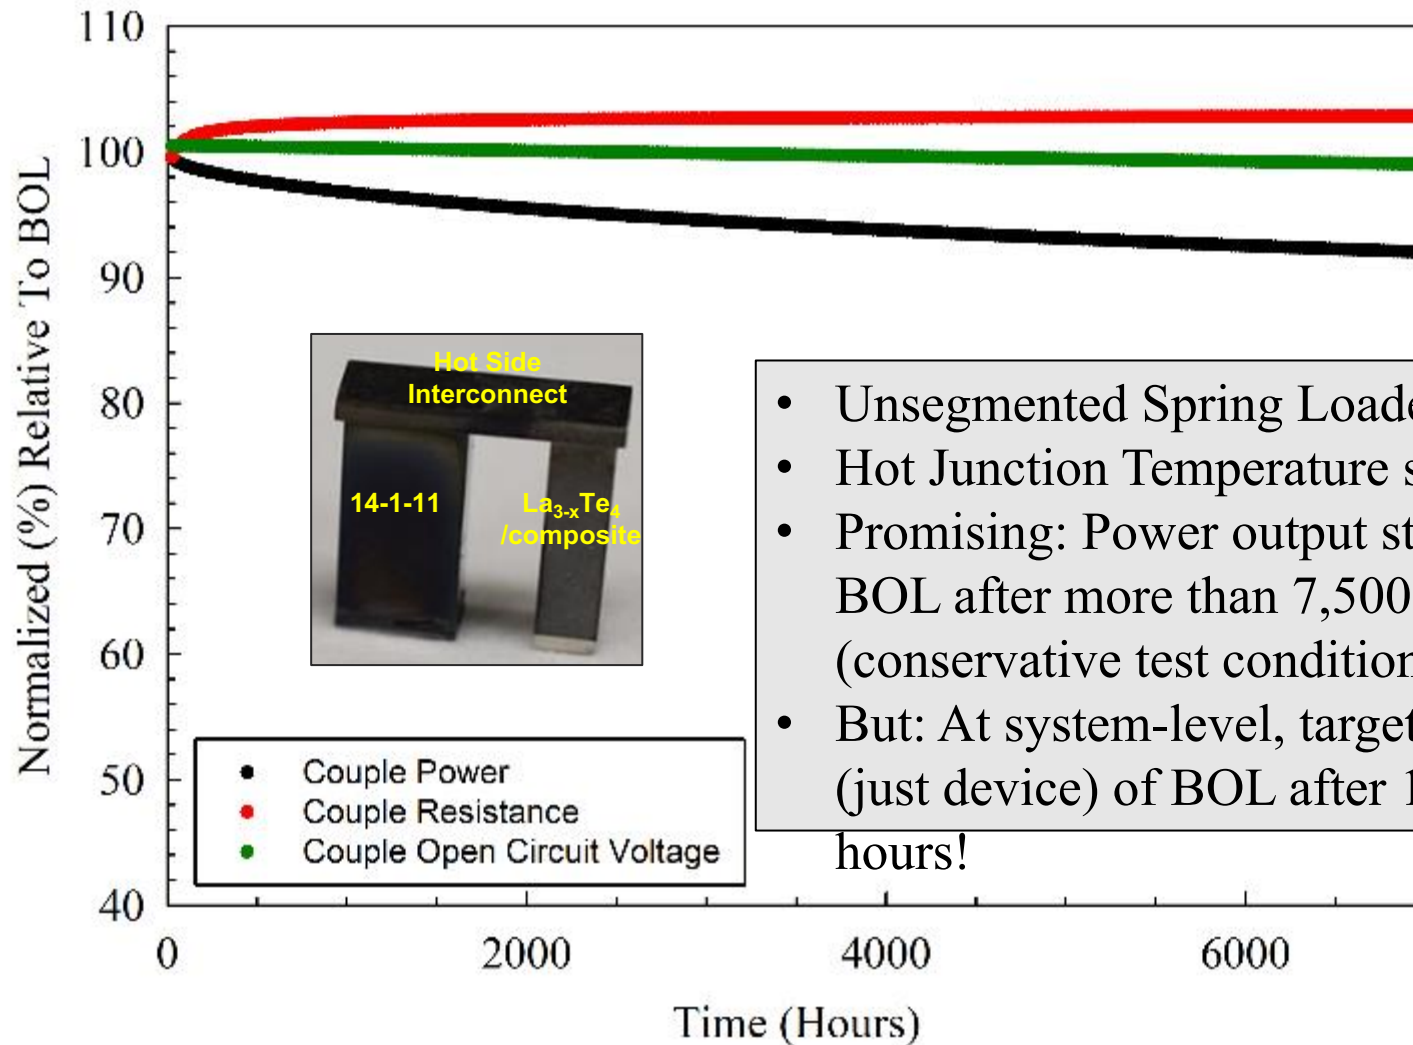 110
100
90
80
70
60
50
40
Normalized (%) Relative To BOL
Hot Side
Interconnect
14-1-11
La3-xTe4
/composite
• Unsegmented Spring Loade
• Hot Junction Temperature s
• Promising: Power output st
BOL after more than 7,500
(conservative test condition
• But: At system-level, target
(just device) of BOL after 1
hours!
Couple Power
Couple Resistance
Couple Open Circuit Voltage
0
2000
4000
6000
Time (Hours)